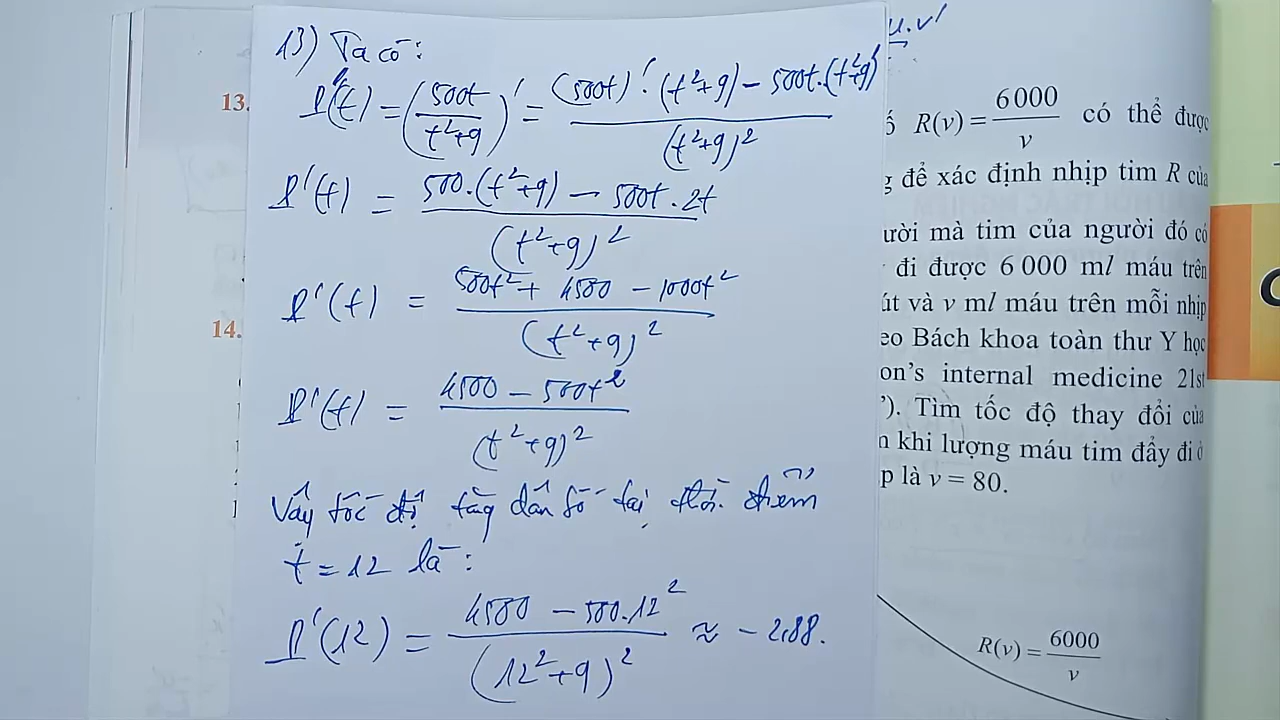 13) Ta có:
P'(t) = (500t / t²+9)' = (500t)'.(t²+9) − 500t.(t²+9)' / (t²+9)²
P'(t) = 500.(t²+9) − 500t.2t / (t²+9)²
P'(t) = 500t² + 4500 − 1000t² / (t²+9)²
P'(t) = 4500 − 500t² / (t²+9)²
Vậy tốc độ tăng dân số tại thời điểm
t = 12 là:
P'(12) = 4500 − 500.12² / (12²+9)² ≈ −2,88.
13.
14.
u.v'
R(v) = 6000 / v có thể được
để xác định nhịp tim R của
mà tim của người đó có
đi được 6 000 ml máu trên
và v ml máu trên mỗi nhịp
Bách khoa toàn thư Y học
internal medicine 21st
”). Tìm tốc độ thay đổi của
khi lượng máu tim đẩy đi ở
là v = 80.
R(v) = 6000 / v